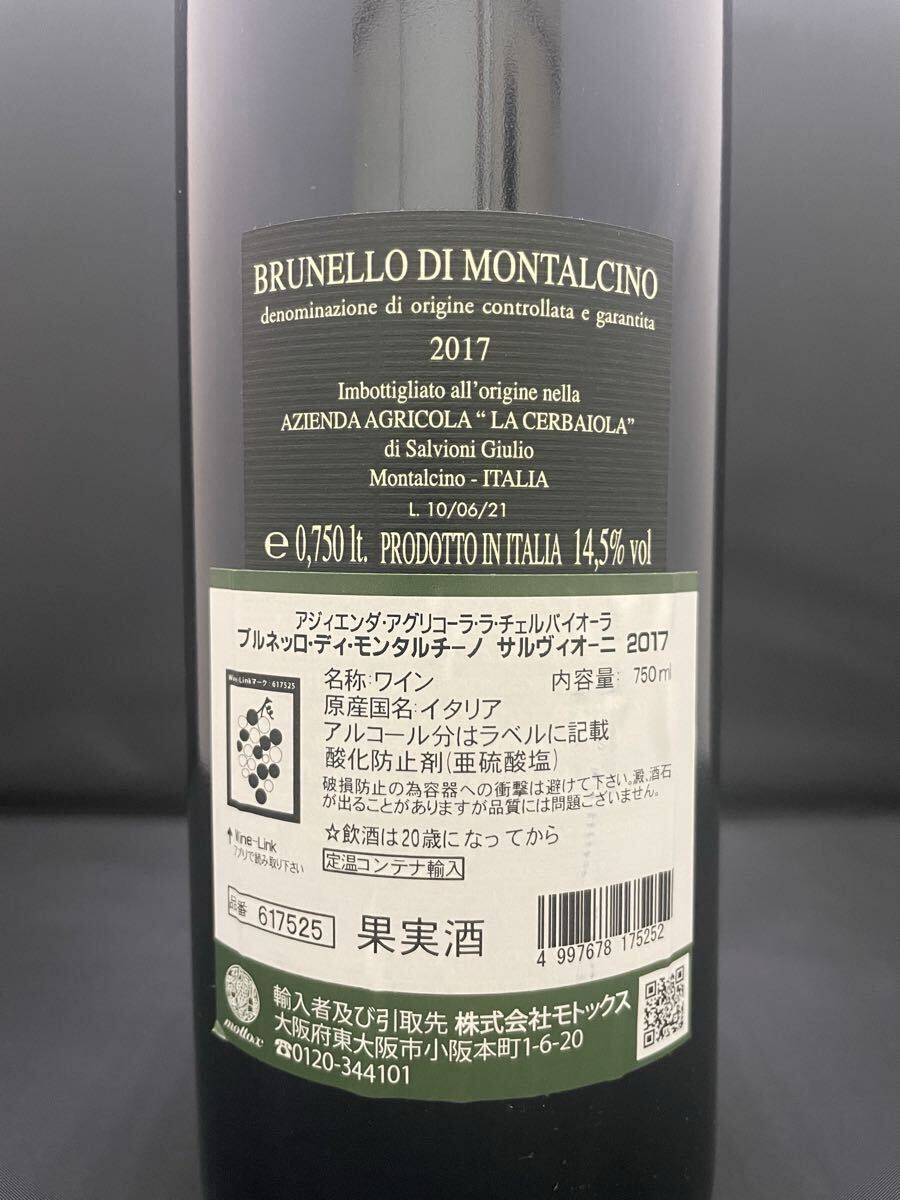 BRUNELLO DI MONTALCINO
denominazione di origine controllata e garantita
2017
Imbottigliato all'origine nella
AZIENDA AGRICOLA “ LA CERBAIOLA”
di Salvioni Giulio
Montalcino - ITALIA
L. 10/06/21
℮ 0,750 lt. PRODOTTO IN ITALIA 14,5% vol
アジィエンダ・アグリコーラ・ラ・チェルバイオーラ
ブルネッロ・ディ・モンタルチーノ サルヴィオーニ 2017
Wine-Linkマーク:617525
名称:ワイン 内容量: 750ml
原産国名:イタリア
アルコール分はラベルに記載
酸化防止剤(亜硫酸塩)
破損防止の為容器への衝撃は避けて下さい。澱、酒石
が出ることがありますが品質には問題ございません。
↑Wine-Link
アプリで読み取り下さい
☆飲酒は20歳になってから
定温コンテナ輸入
品番 617525
果実酒
4 997678 175252
mottox
輸入者及び引取先 株式会社モトックス
大阪府東大阪市小阪本町1-6-20
☎0120-344101